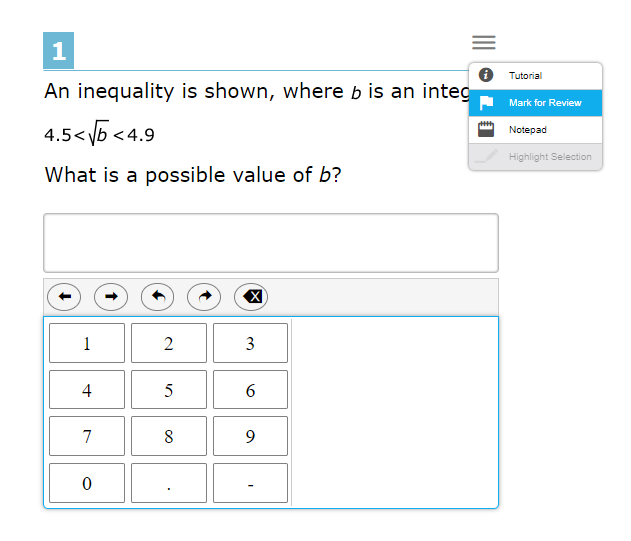 1
Tutorial
An inequality is shown, where b is an integ
Mark for Review
4.5<√b<4.9
Notepad
Highlight Selection
What is a possible value of b?
X
1 2 3
4 5 6
7 8 9
0 . -